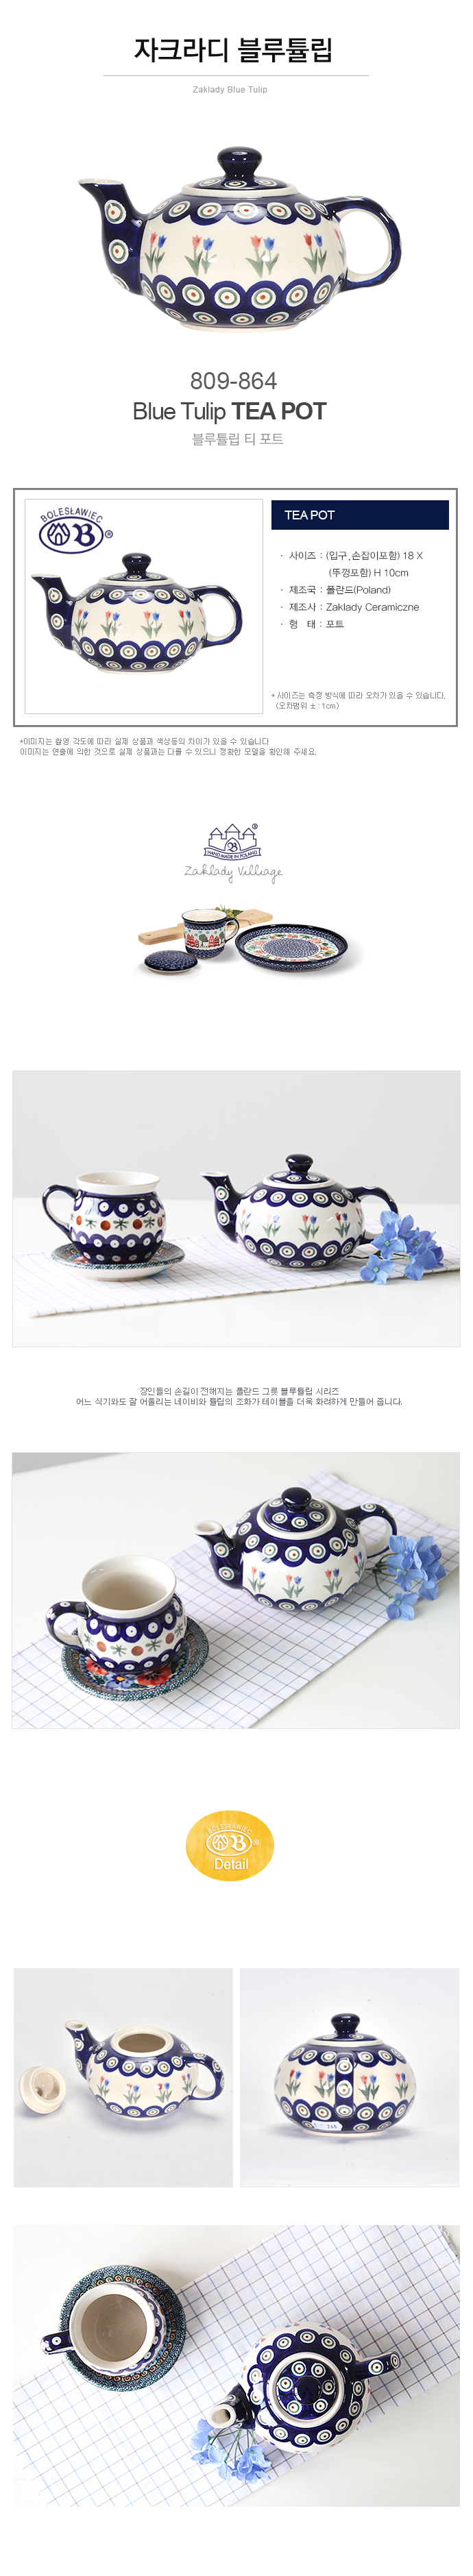 자크라디 블루튤립
Zaklady Blue Tulip
809-864
Blue Tulip TEA POT
블루튤립 티 포트
BOLESŁAWIEC
B®
TEA POT
· 사이즈 : (입구,손잡이포함) 18 X
(뚜껑포함) H 10cm
· 제조국 : 폴란드(Poland)
· 제조사 : Zaklady Ceramiczne
· 형 태 : 포트
* 사이즈는 측정 방식에 따라 오차가 있을 수 있습니다.
(오차범위 ± : 1cm)
*이미지는 촬영 각도에 따라 실제 상품과 색상등의 차이가 있을 수 있습니다
이미지는 연출에 의한 것으로 실제 상품과는 다를 수 있으니 정확한 모델을 확인해 주세요.
HAND MADE IN POLAND
Zaklady Villiage
장인들의 손길이 전해지는 폴란드 그릇 블루튤립 시리즈
어느 식기와도 잘 어울리는 네이비와 튤립의 조화가 테이블을 더욱 화려하게 만들어 줍니다.
BOLESŁAWIEC
B®
Detail